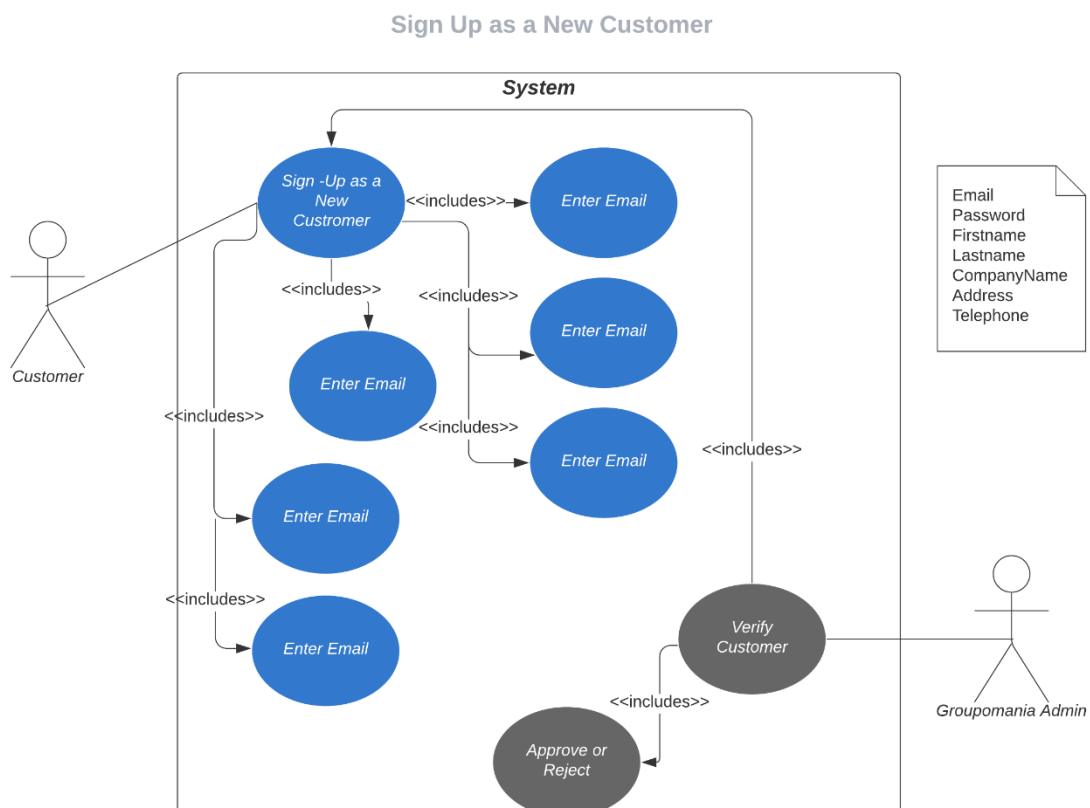 Sign Up as a New Customer
System
Sign -Up as a
New
Custromer
<<includes>>
Enter Email
Email
Password
Firstname
Lastname
CompanyName
Address
Telephone
<<includes>>
<<includes>>
Enter Email
Customer
Enter Email
<<includes>>
<<includes>>
Enter Email
<<includes>>
Enter Email
<<includes>>
Enter Email
Verify
Customer
<<includes>>
Groupomania Admin
Approve or
Reject